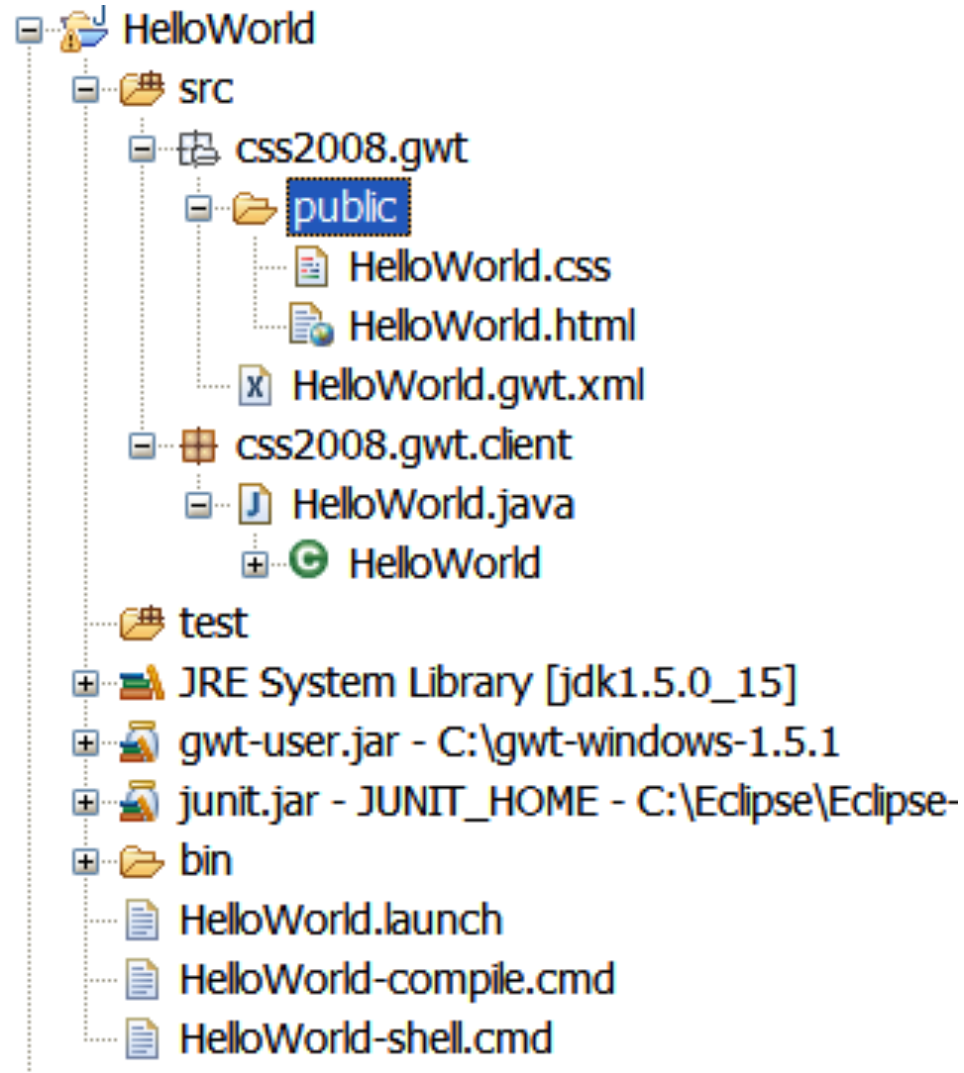 HelloWorld
src
css2008.gwt
public
HelloWorld.css
HelloWorld.html
HelloWorld.gwt.xml
css2008.gwt.client
HelloWorld.java
HelloWorld
test
JRE System Library [jdk1.5.0_15]
gwt-user.jar - C:\gwt-windows-1.5.1
junit.jar - JUNIT_HOME - C:\Eclipse\Eclipse-
bin
HelloWorld.launch
HelloWorld-compile.cmd
HelloWorld-shell.cmd